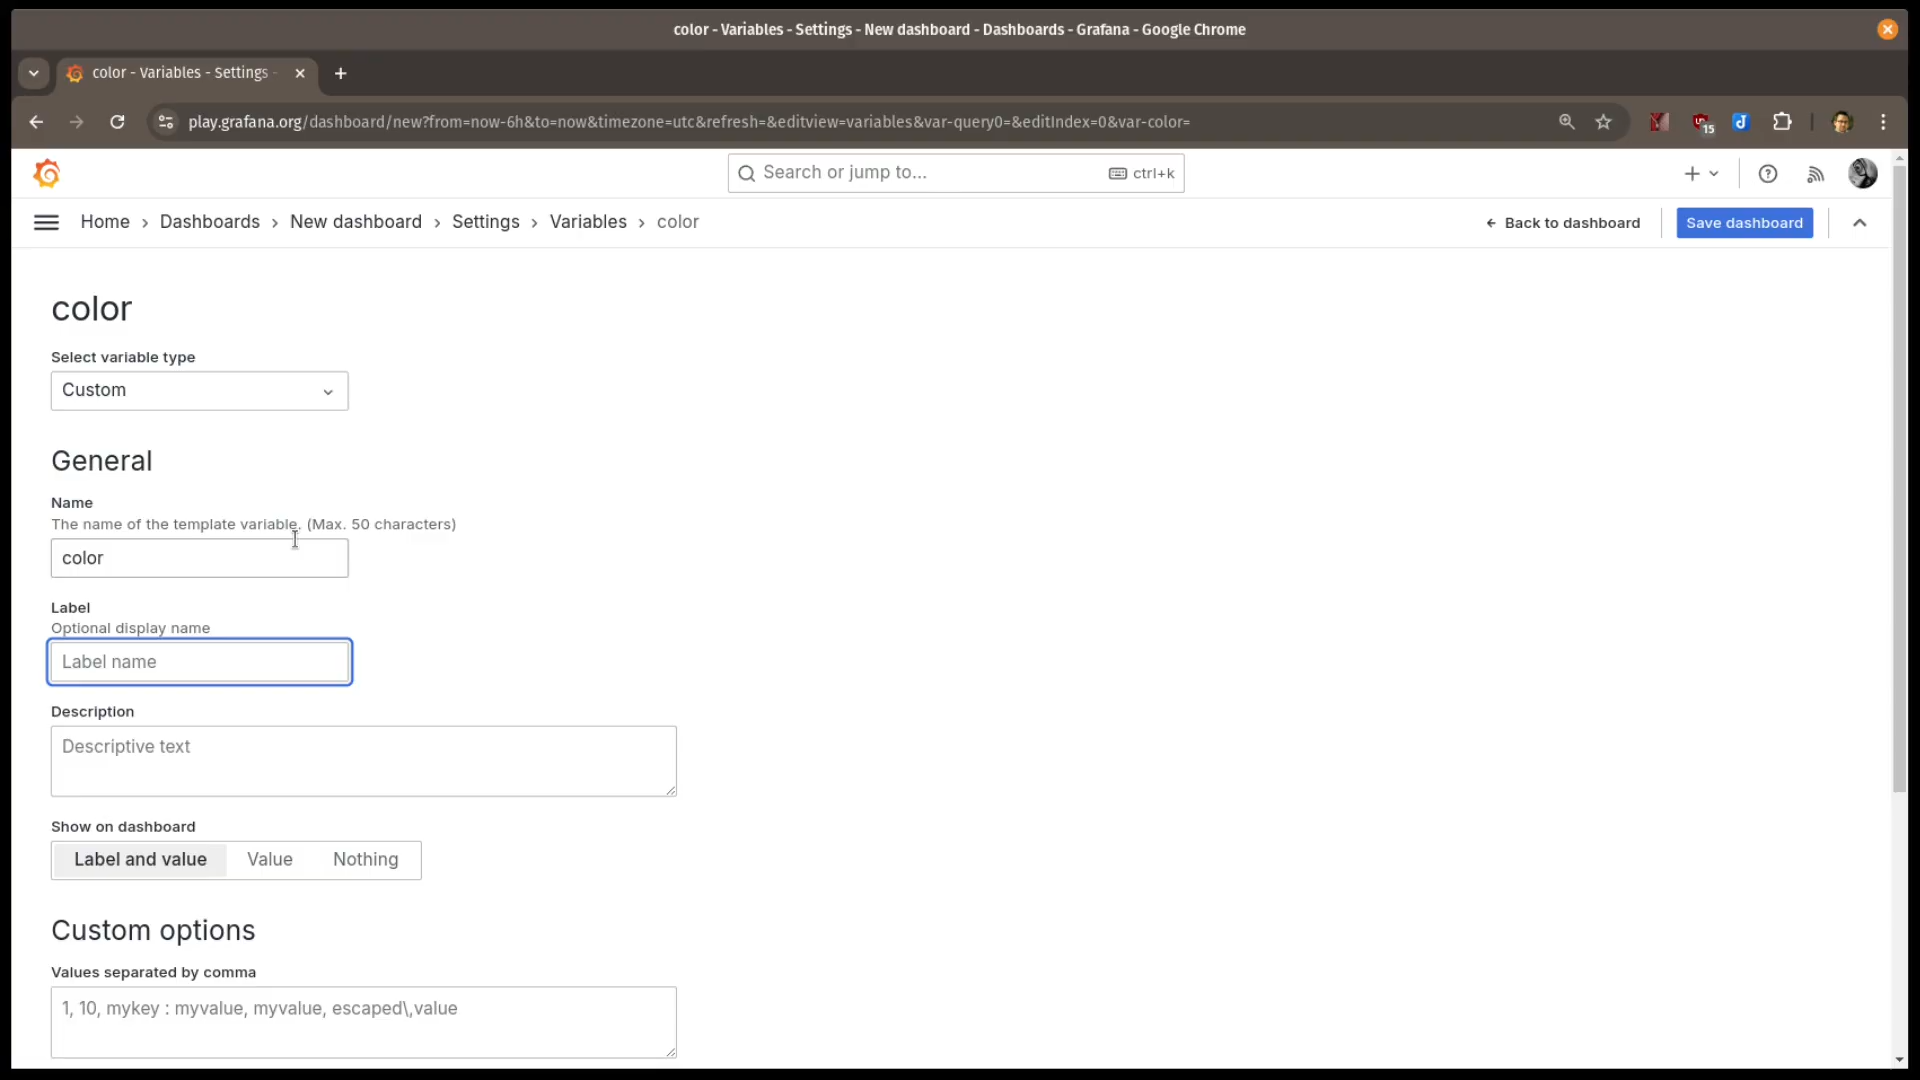 color - Variables - Settings - New dashboard - Dashboards - Grafana - Google Chrome
color - Variables - Settings -
play.grafana.org/dashboard/new?from=now-6h&to=now&timezone=utc&refresh=&editview=variables&var-query0=&editIndex=0&var-color=
15
Search or jump to... ctrl+k
Home › Dashboards › New dashboard › Settings › Variables › color
← Back to dashboard
Save dashboard
color
Select variable type
Custom
General
Name
The name of the template variable. (Max. 50 characters)
color
Label
Optional display name
Label name
Description
Descriptive text
Show on dashboard
Label and value Value Nothing
Custom options
Values separated by comma
1, 10, mykey : myvalue, myvalue, escaped\,value